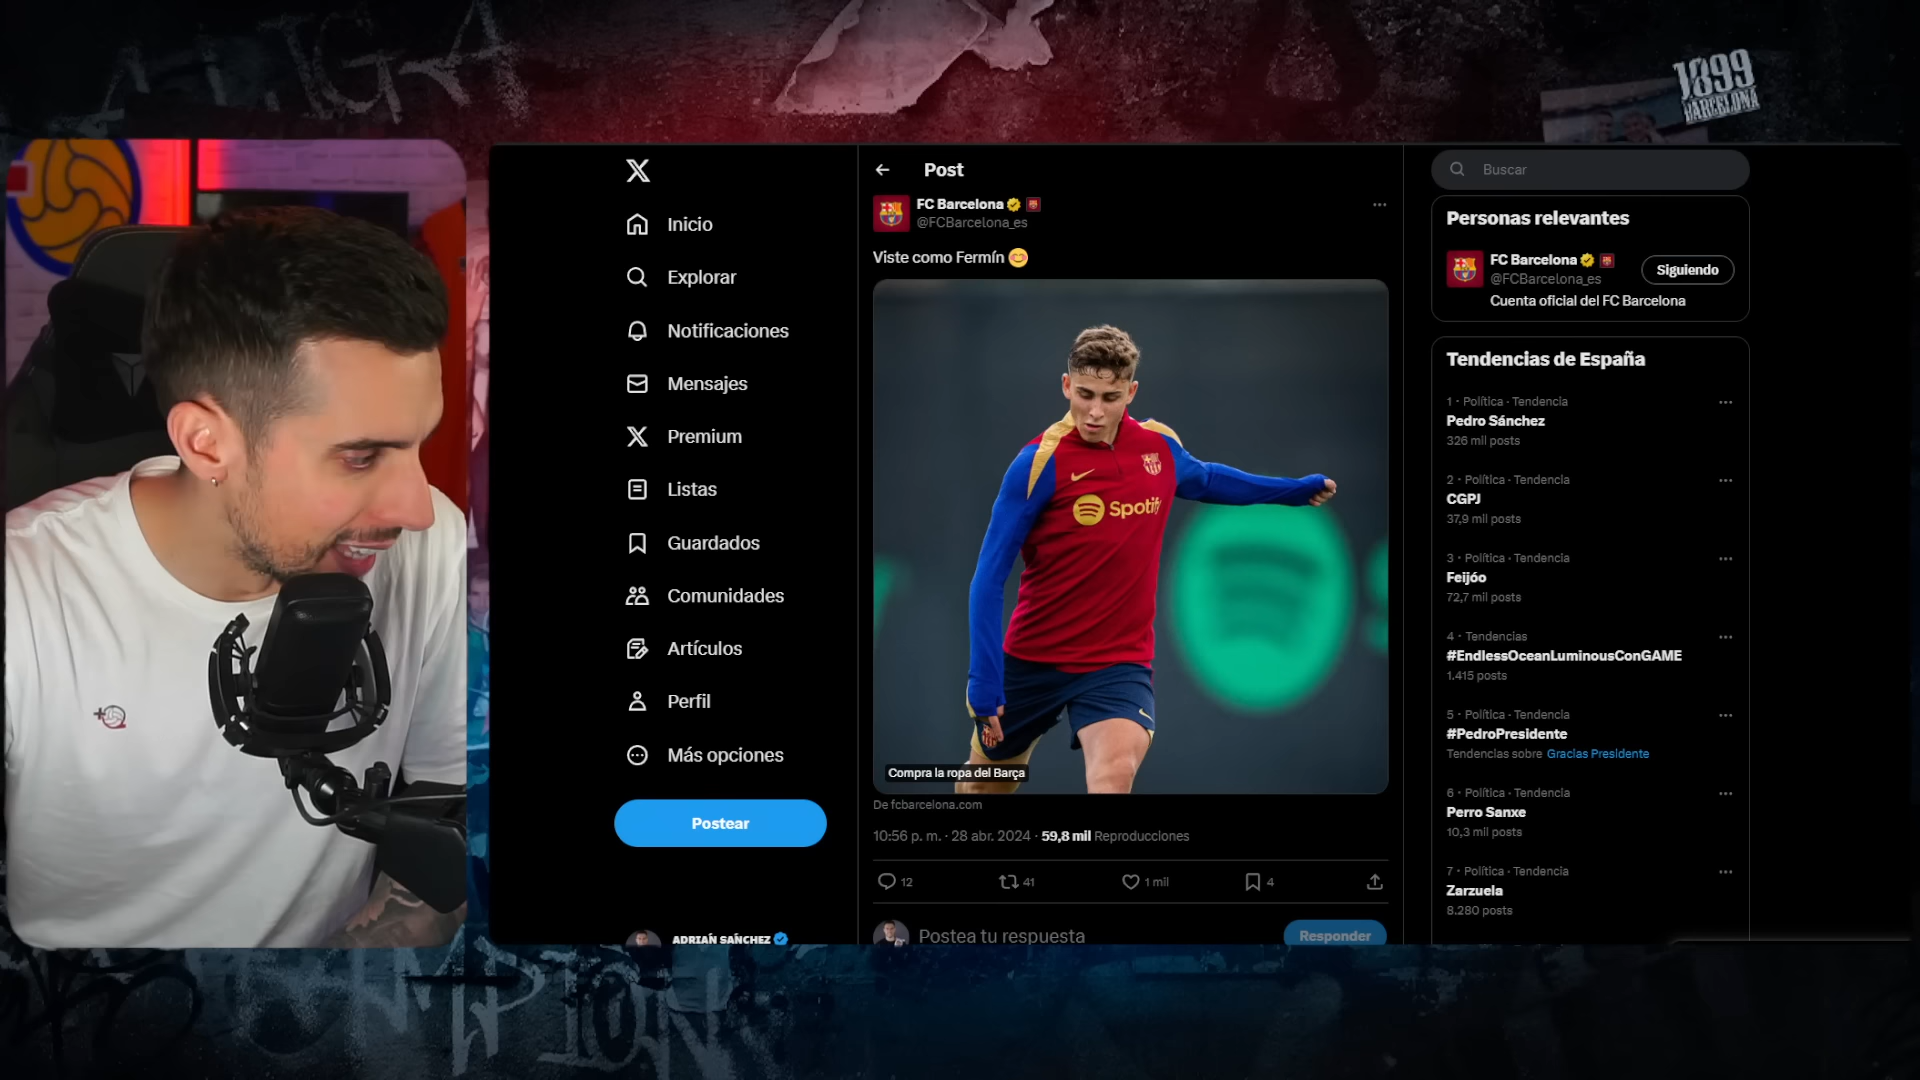 1899
BARCELONA
Inicio
Explorar
Notificaciones
Mensajes
Premium
Listas
Guardados
Comunidades
Artículos
Perfil
Más opciones
Postear
ADRIÁN SÁNCHEZ
Post
FC Barcelona
@FCBarcelona_es
Viste como Fermín
Spotify
Compra la ropa del Barça
De fcbarcelona.com
10:56 p. m. · 28 abr. 2024 · 59,8 mil Reproducciones
12
41
1 mil
4
Postea tu respuesta
Responder
Buscar
Personas relevantes
FC Barcelona
@FCBarcelona_es
Siguiendo
Cuenta oficial del FC Barcelona
Tendencias de España
1 · Política · Tendencia
Pedro Sánchez
326 mil posts
2 · Política · Tendencia
CGPJ
37,9 mil posts
3 · Política · Tendencia
Feijóo
72,7 mil posts
4 · Tendencias
#EndlessOceanLuminousConGAME
1.415 posts
5 · Política · Tendencia
#PedroPresidente
Tendencias sobre Gracias Presidente
6 · Política · Tendencia
Perro Sanxe
10,3 mil posts
7 · Política · Tendencia
Zarzuela
8.280 posts